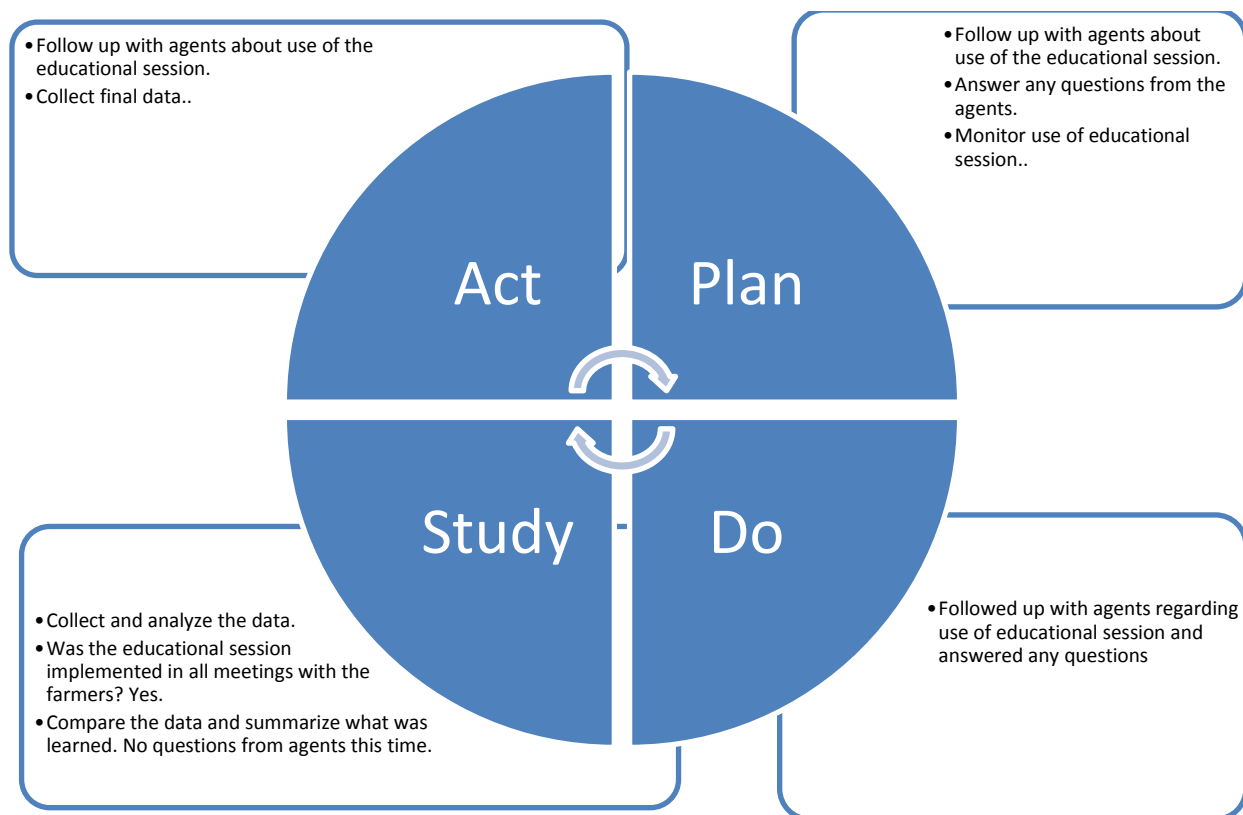 •Follow up with agents about use of the
educational session.
•Collect final data..
•Follow up with agents about
use of the educational session.
•Answer any questions from the
agents.
•Monitor use of educational
session..
Act
Plan
Study
Do
•Collect and analyze the data.
•Was the educational session
implemented in all meetings with the
farmers? Yes.
•Compare the data and summarize what was
learned. No questions from agents this time.
•Followed up with agents regarding
use of educational session and
answered any questions